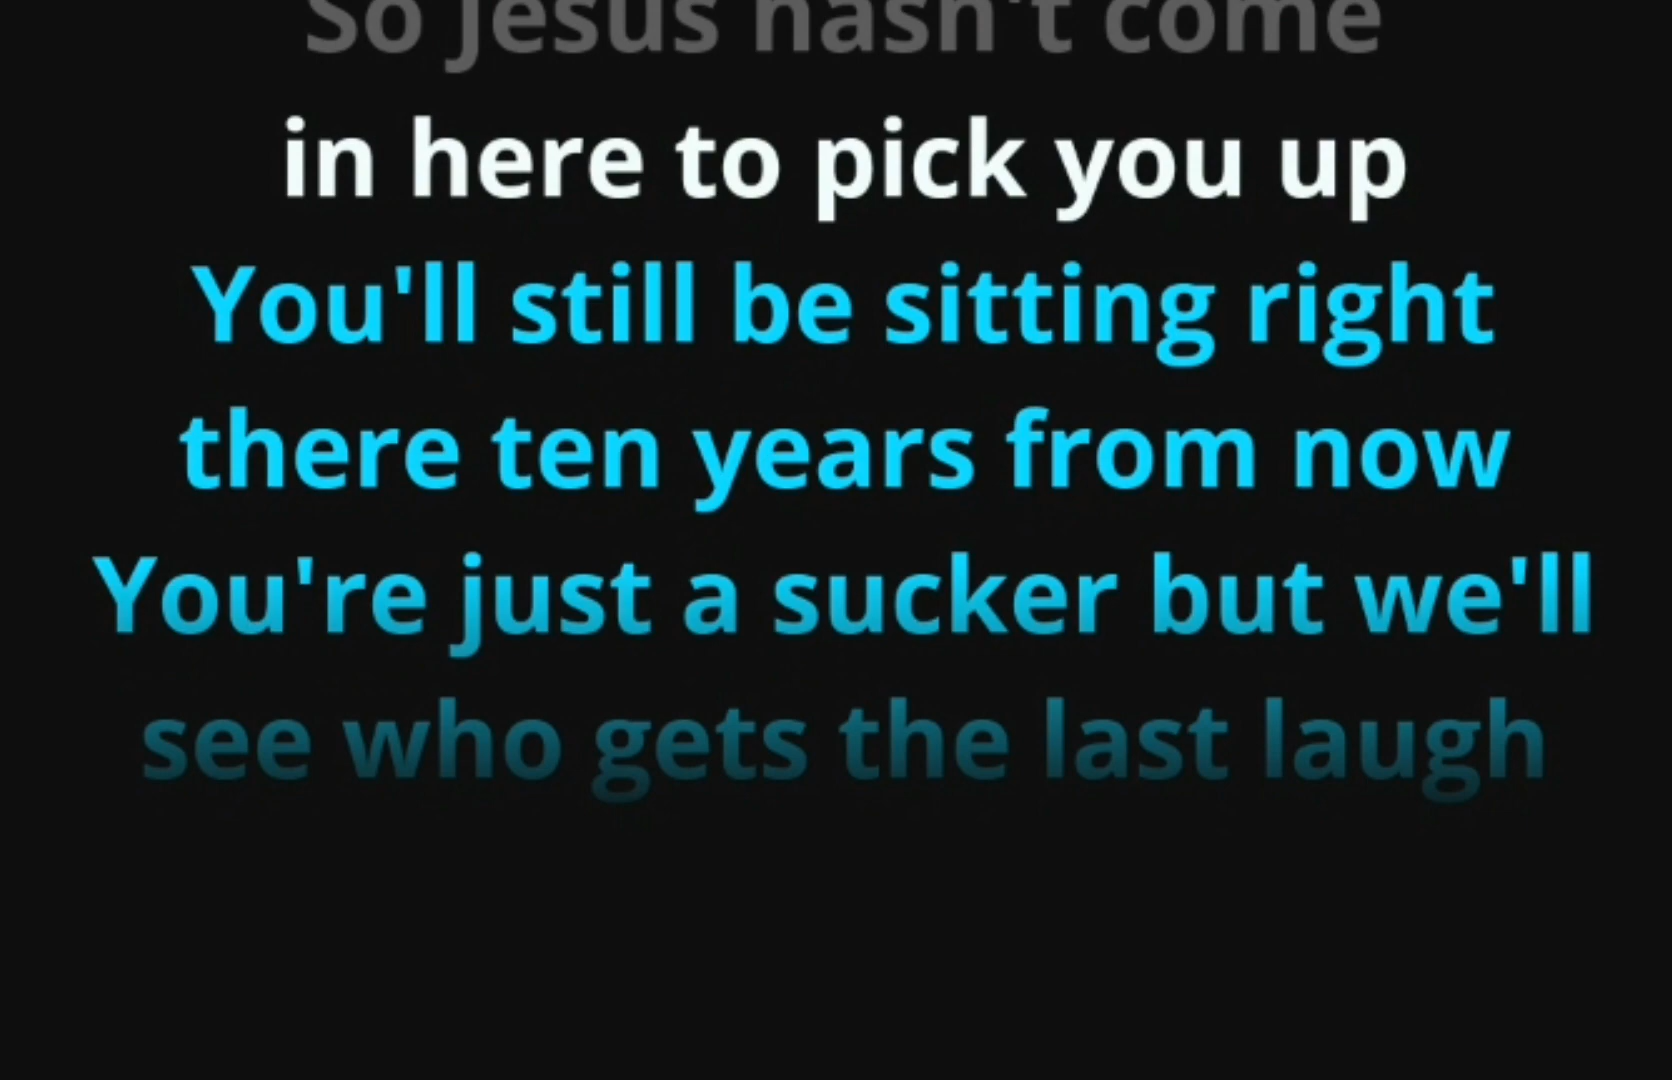 So Jesus hasn't come
in here to pick you up
You'll still be sitting right
there ten years from now
You're just a sucker but we'll
see who gets the last laugh